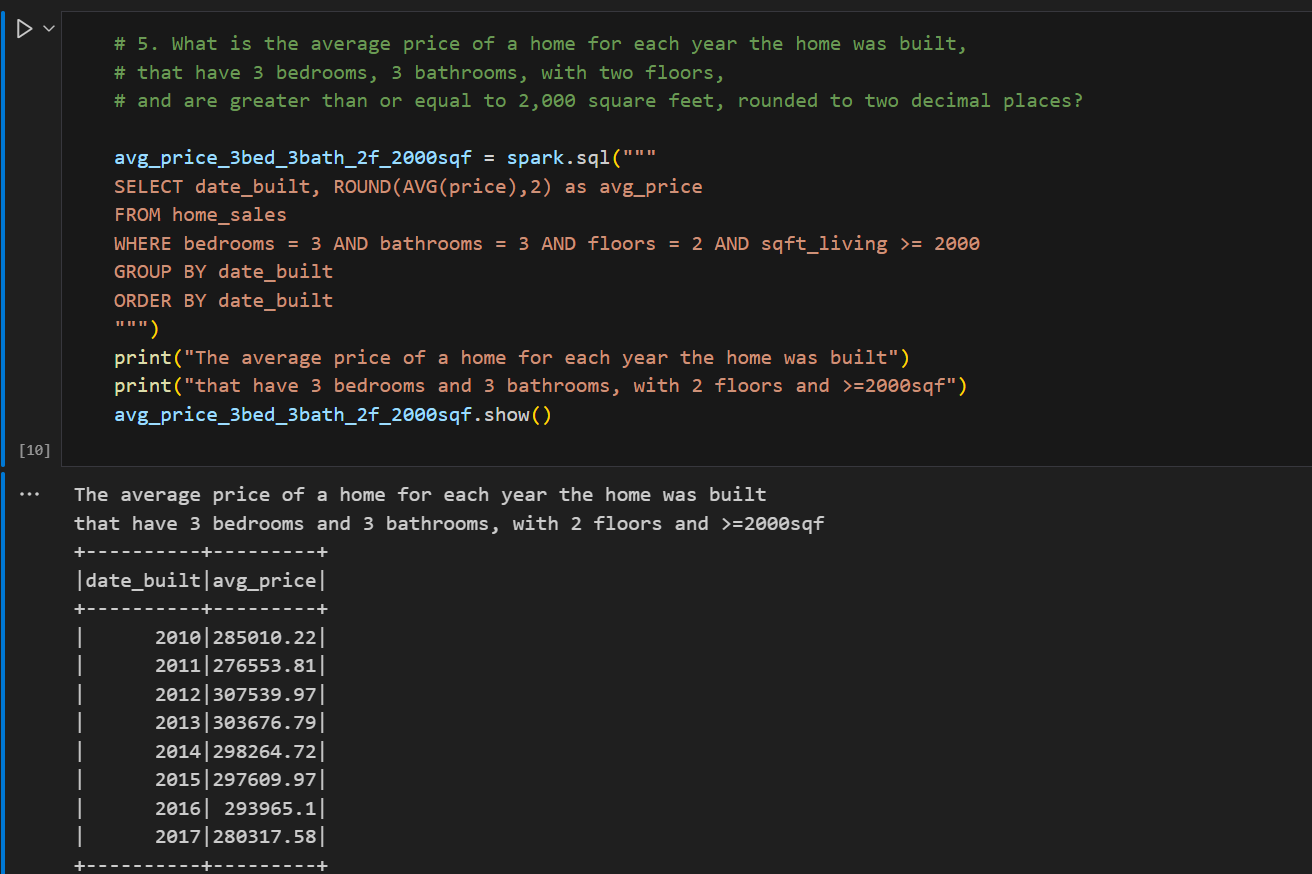 # 5. What is the average price of a home for each year the home was built,
# that have 3 bedrooms, 3 bathrooms, with two floors,
# and are greater than or equal to 2,000 square feet, rounded to two decimal places?
avg_price_3bed_3bath_2f_2000sqf = spark.sql("""
SELECT date_built, ROUND(AVG(price),2) as avg_price
FROM home_sales
WHERE bedrooms = 3 AND bathrooms = 3 AND floors = 2 AND sqft_living >= 2000
GROUP BY date_built
ORDER BY date_built
""")
print("The average price of a home for each year the home was built")
print("that have 3 bedrooms and 3 bathrooms, with 2 floors and >=2000sqf")
avg_price_3bed_3bath_2f_2000sqf.show()
[10]
... The average price of a home for each year the home was built
that have 3 bedrooms and 3 bathrooms, with 2 floors and >=2000sqf
+----------+---------+
|date_built|avg_price|
+----------+---------+
|      2010|285010.22|
|      2011|276553.81|
|      2012|307539.97|
|      2013|303676.79|
|      2014|298264.72|
|      2015|297609.97|
|      2016| 293965.1|
|      2017|280317.58|
+----------+---------+